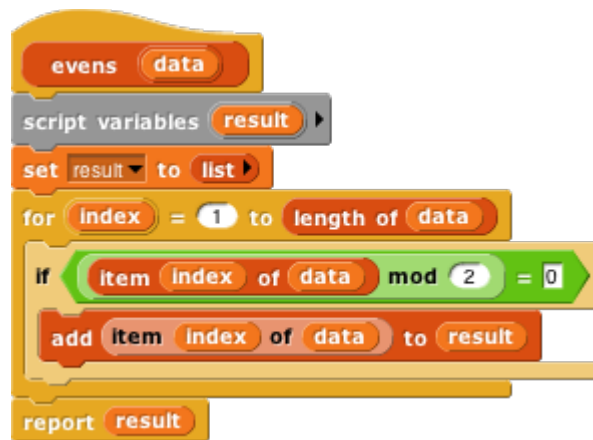 evens data
script variables result
set result to list
for index = 1 to length of data
if item index of data mod 2 = 0
add item index of data to result
report result